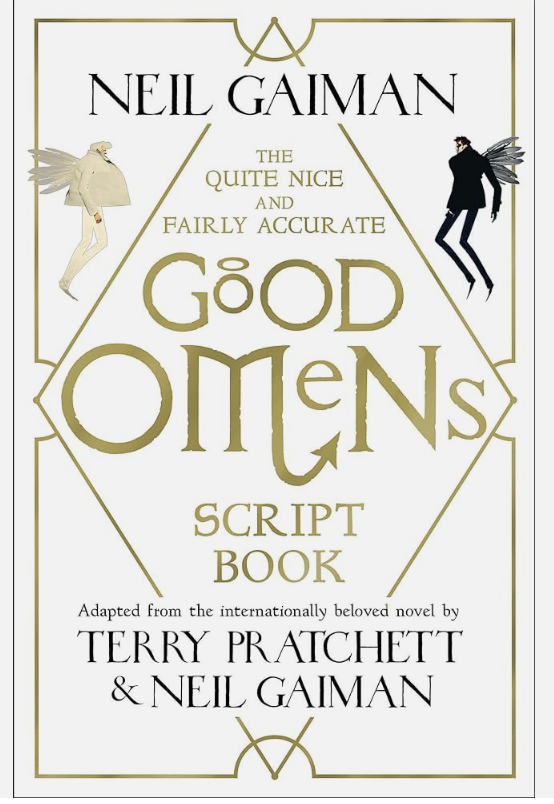 NEIL GAIMAN
THE
QUITE NICE
AND
FAIRLY ACCURATE
GOOD
OMENS
SCRIPT
BOOK
Adapted from the internationally beloved novel by
TERRY PRATCHETT
& NEIL GAIMAN